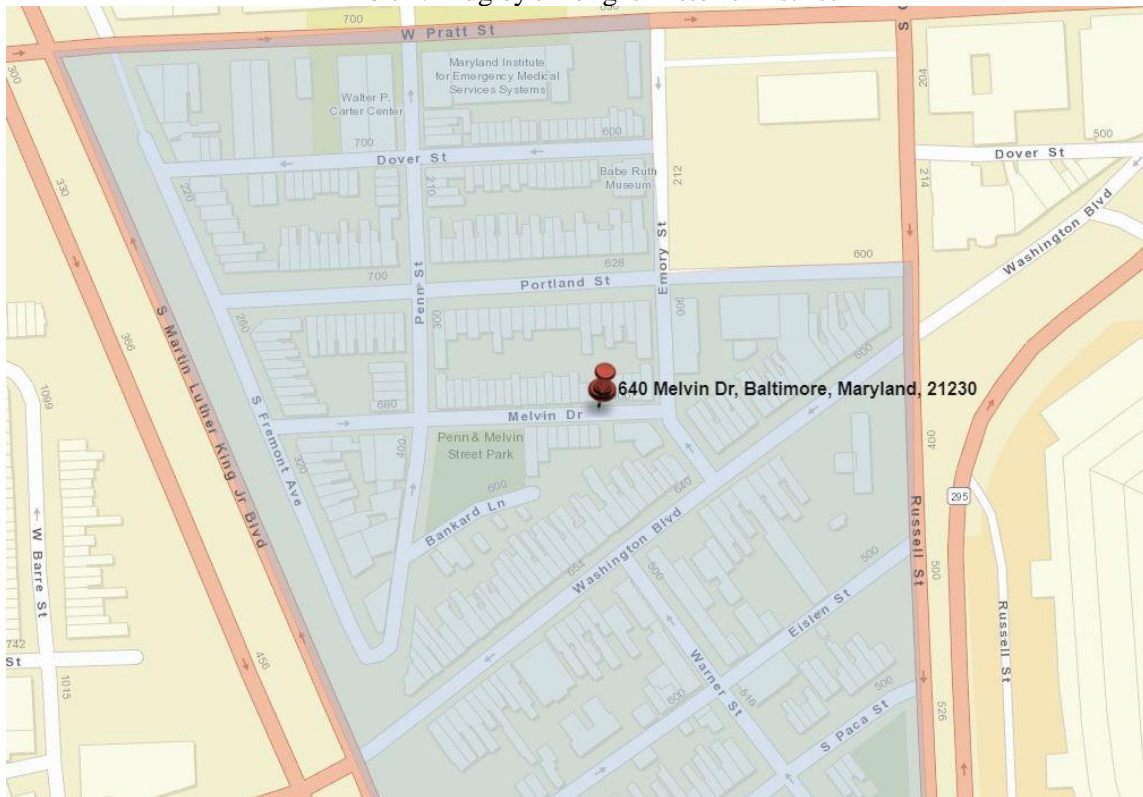 700
W Pratt St
300
700
Maryland Institute
for Emergency Medical
Services Systems
Walter P.
Carter Center
204
700
600
Dover St
500
Dover St
Babe Ruth
Museum
220
210
212
214
330
Washington Blvd
Emory St
600
628
700
Portland St
Penn St
300
300
260
600
S Martin Luther King Jr Blvd
366
640 Melvin Dr, Baltimore, Maryland, 21230
1099
680
Melvin Dr
S Fremont Ave
400
400
Penn & Melvin
Street Park
320
600
640
Bankard Ln
295
Russell St
W Barre St
Washington Blvd
654
500
500
500
Eislen St
Russell St
742
St
456
1015
Warner St
600
516
500
S Paca St
526